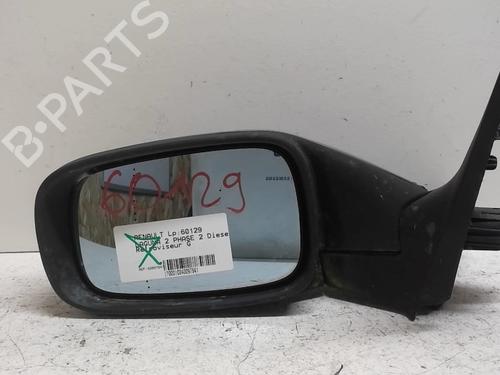 B-PARTS
60129
RENAULT Lp:60129
LAGUNA 2 PHASE 2 Diese
Rétroviseur G